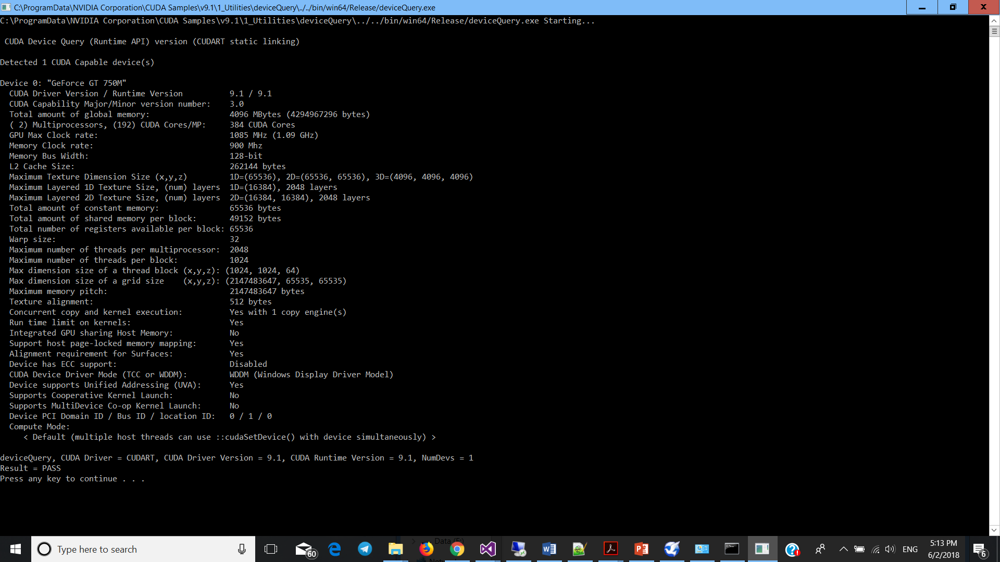 C:\ProgramData\NVIDIA Corporation\CUDA Samples\v9.1\1_Utilities\deviceQuery\../../bin/win64/Release/deviceQuery.exe
C:\ProgramData\NVIDIA Corporation\CUDA Samples\v9.1\1_Utilities\deviceQuery\../../bin/win64/Release/deviceQuery.exe Starting...
CUDA Device Query (Runtime API) version (CUDART static linking)
Detected 1 CUDA Capable device(s)
Device 0: "GeForce GT 750M"
CUDA Driver Version / Runtime Version 9.1 / 9.1
CUDA Capability Major/Minor version number: 3.0
Total amount of global memory: 4096 MBytes (4294967296 bytes)
( 2) Multiprocessors, (192) CUDA Cores/MP: 384 CUDA Cores
GPU Max Clock rate: 1085 MHz (1.09 GHz)
Memory Clock rate: 900 Mhz
Memory Bus Width: 128-bit
L2 Cache Size: 262144 bytes
Maximum Texture Dimension Size (x,y,z) 1D=(65536), 2D=(65536, 65536), 3D=(4096, 4096, 4096)
Maximum Layered 1D Texture Size, (num) layers 1D=(16384), 2048 layers
Maximum Layered 2D Texture Size, (num) layers 2D=(16384, 16384), 2048 layers
Total amount of constant memory: 65536 bytes
Total amount of shared memory per block: 49152 bytes
Total number of registers available per block: 65536
Warp size: 32
Maximum number of threads per multiprocessor: 2048
Maximum number of threads per block: 1024
Max dimension size of a thread block (x,y,z): (1024, 1024, 64)
Max dimension size of a grid size (x,y,z): (2147483647, 65535, 65535)
Maximum memory pitch: 2147483647 bytes
Texture alignment: 512 bytes
Concurrent copy and kernel execution: Yes with 1 copy engine(s)
Run time limit on kernels: Yes
Integrated GPU sharing Host Memory: No
Support host page-locked memory mapping: Yes
Alignment requirement for Surfaces: Yes
Device has ECC support: Disabled
CUDA Device Driver Mode (TCC or WDDM): WDDM (Windows Display Driver Model)
Device supports Unified Addressing (UVA): Yes
Supports Cooperative Kernel Launch: No
Supports MultiDevice Co-op Kernel Launch: No
Device PCI Domain ID / Bus ID / location ID: 0 / 1 / 0
Compute Mode:
< Default (multiple host threads can use ::cudaSetDevice() with device simultaneously) >
deviceQuery, CUDA Driver = CUDART, CUDA Driver Version = 9.1, CUDA Runtime Version = 9.1, NumDevs = 1
Result = PASS
Press any key to continue . . .
Type here to search
60
ENG
5:13 PM
6/2/2018
6